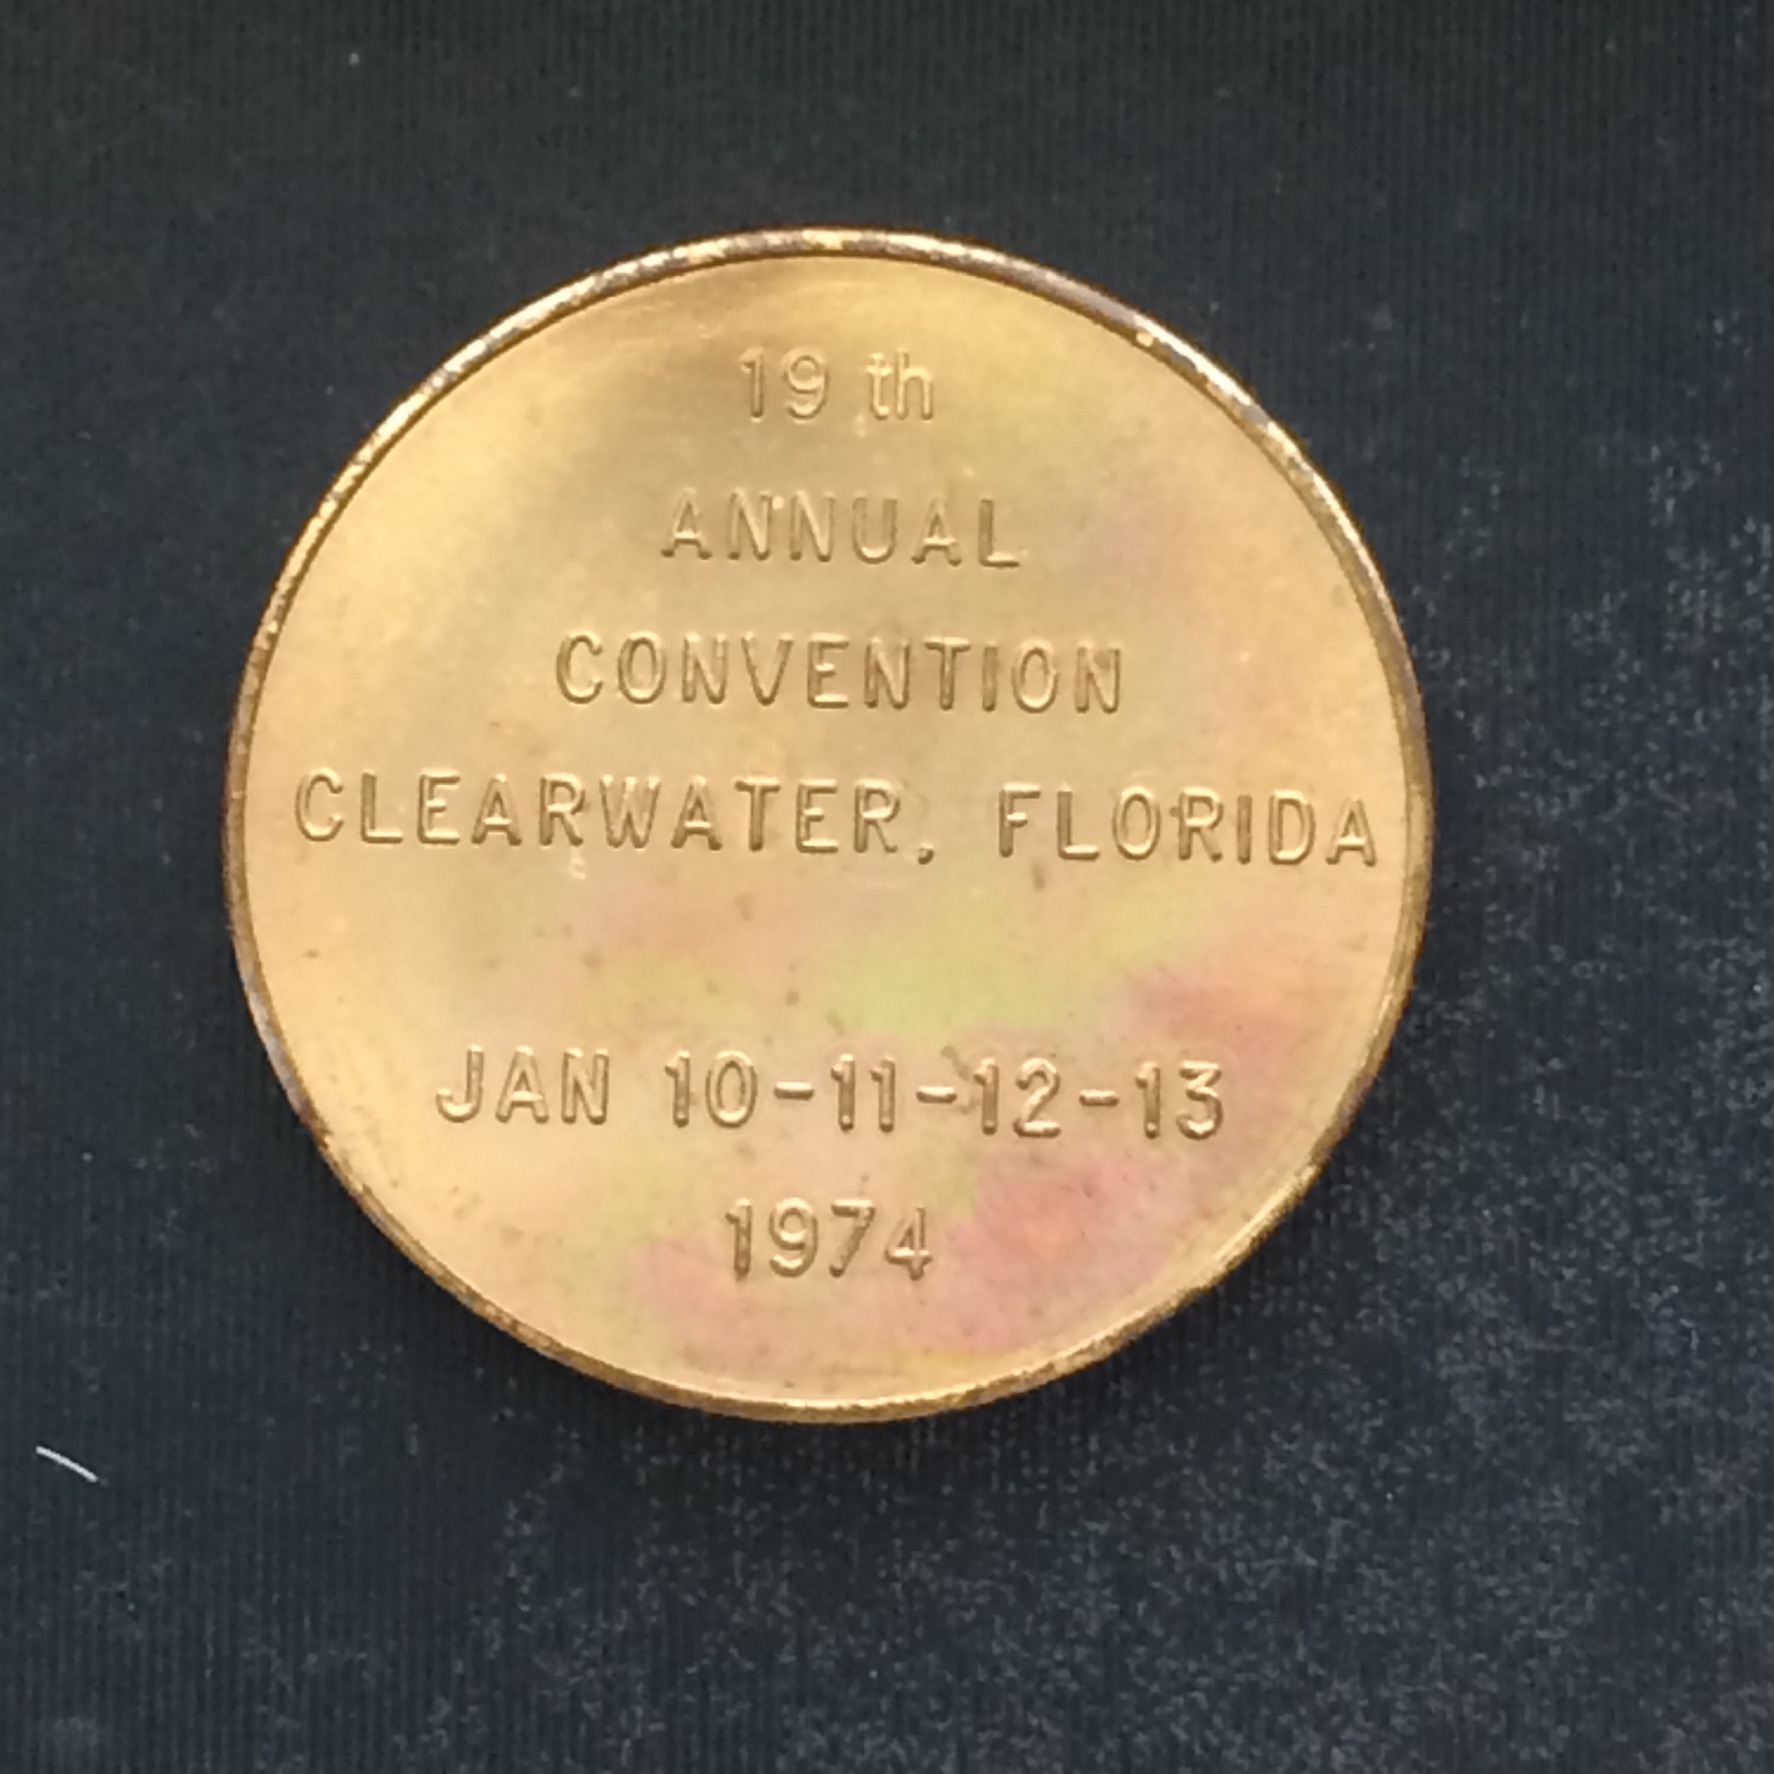 19 th
ANNUAL
CONVENTION
CLEARWATER, FLORIDA
JAN 10-11-12-13
1974